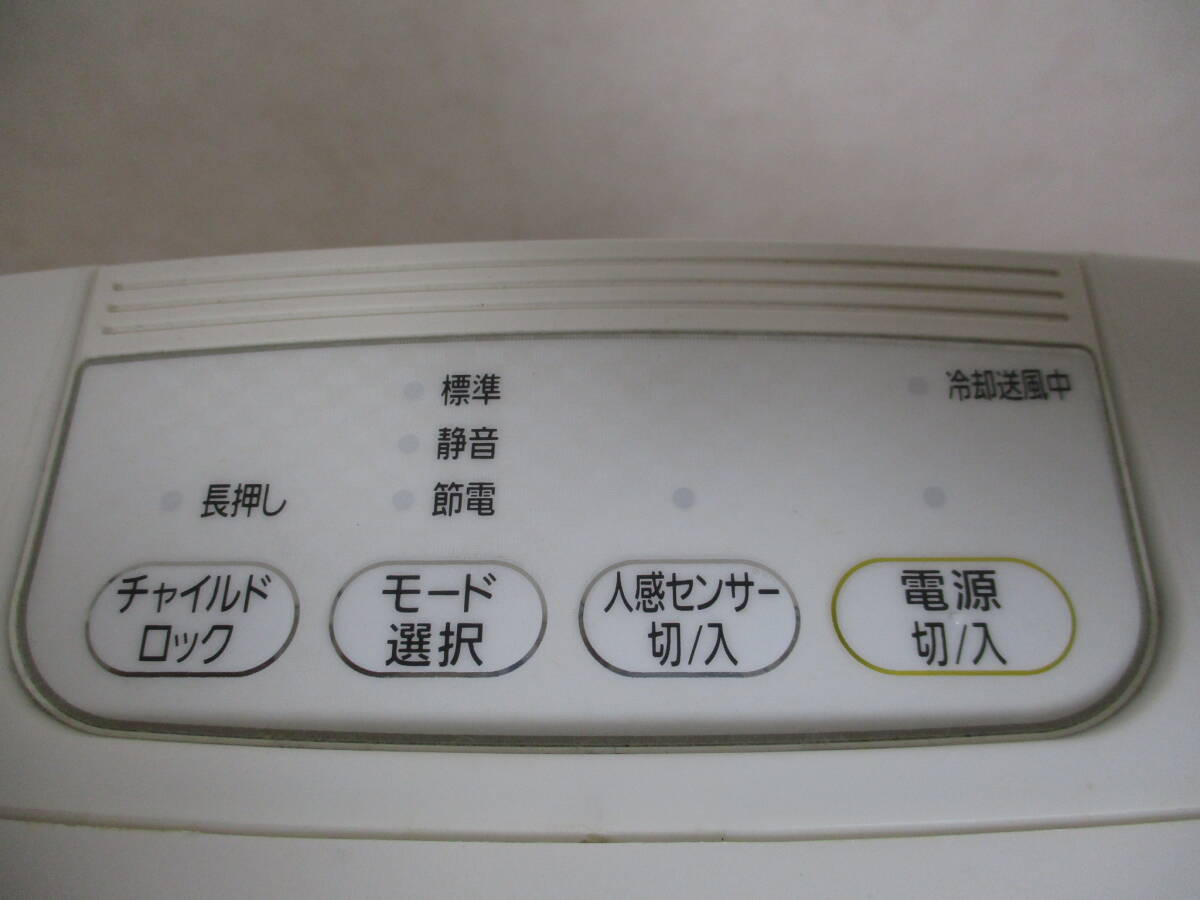 標準
冷却送風中
静音
長押し
節電
チャイルド
ロック
モード
選択
人感センサー
切/入
電源
切/入